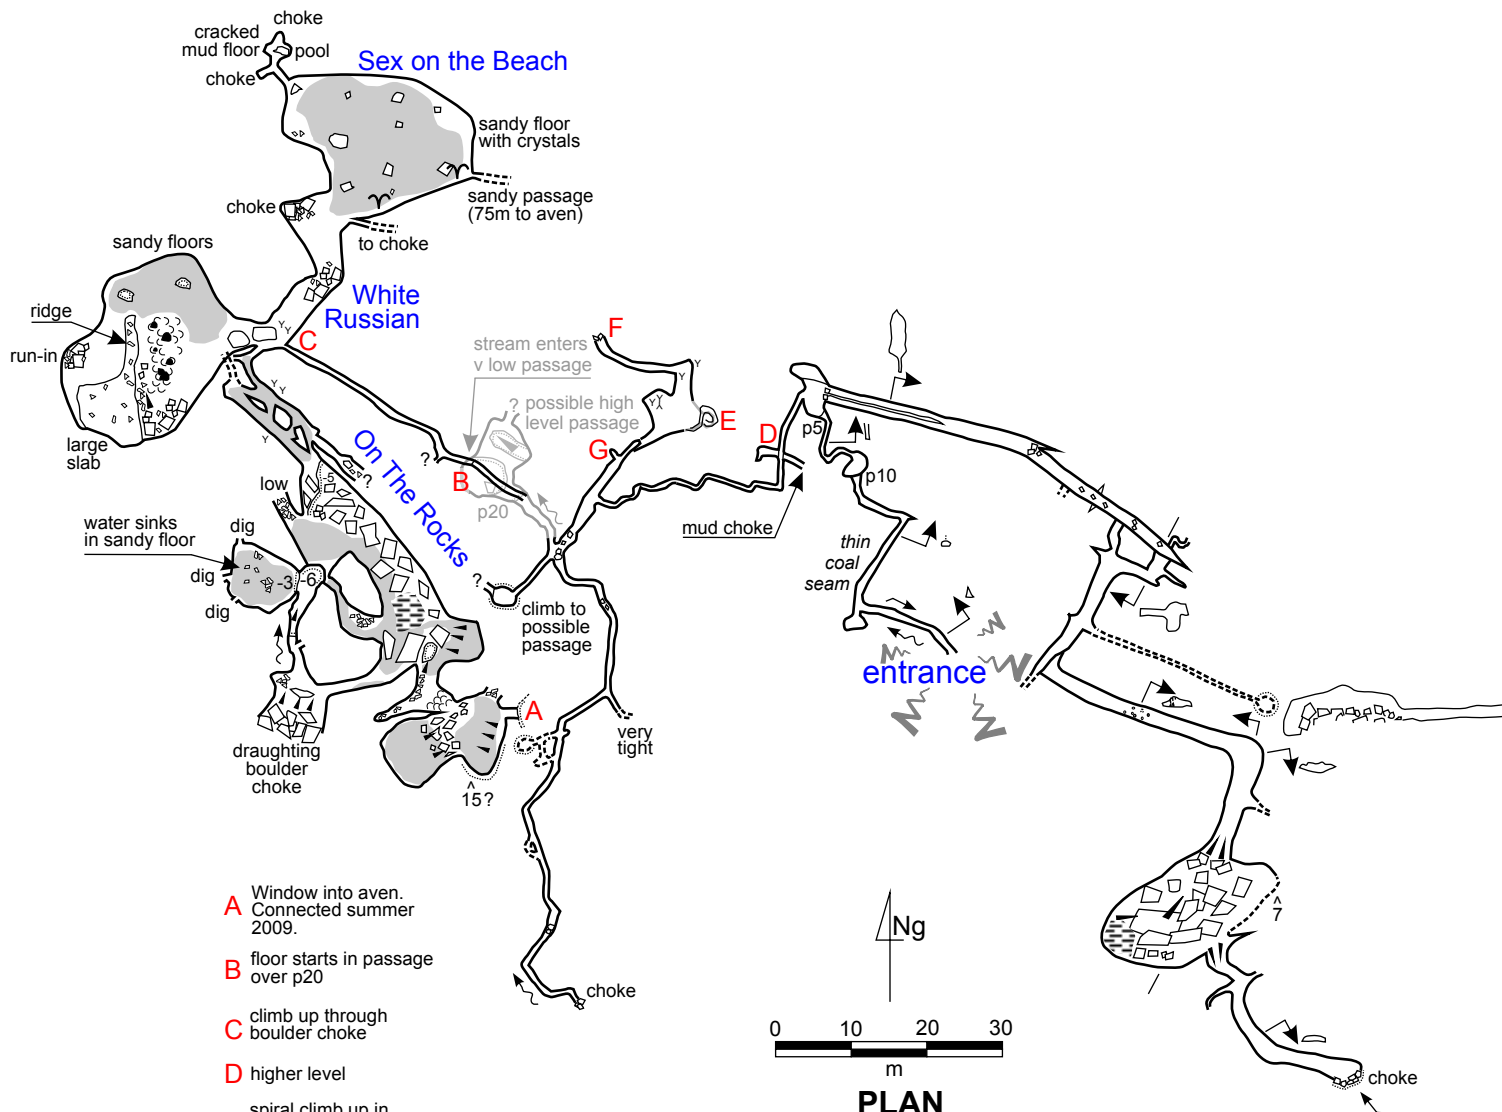 choke
cracked
mud floor
pool
choke
Sex on the Beach
sandy floor
with crystals
sandy passage
(75m to aven)
choke
to choke
sandy floors
White
Russian
ridge
run-in
C
large
slab
stream enters
v low passage
? possible high
level passage
F
E
G
D
p5
p10
On The Rocks
?
B
p20
mud choke
-5
?
low
water sinks
in sandy floor
dig
dig
dig
-3
-6
thin
coal
seam
?
climb to
possible
passage
entrance
A
very
tight
draughting
boulder
choke
^
15?
^
7
A Window into aven.
Connected summer
2009.
B floor starts in passage
over p20
C climb up through
boulder choke
D higher level
spiral climb up in
choke
Ng
0 10 20 30
m
PLAN
choke